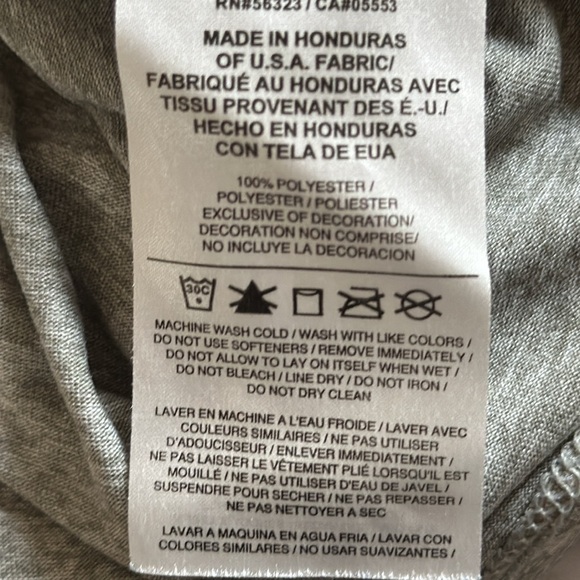 RN#56323 / CA#05553
MADE IN HONDURAS
OF U.S.A. FABRIC/
FABRIQUÉ AU HONDURAS AVEC
TISSU PROVENANT DES É.-U./
HECHO EN HONDURAS
CON TELA DE EUA
100% POLYESTER /
POLYESTER / POLIESTER
EXCLUSIVE OF DECORATION/
DECORATION NON COMPRISE/
NO INCLUYE LA DECORACION
30C
MACHINE WASH COLD / WASH WITH LIKE COLORS /
DO NOT USE SOFTENERS / REMOVE IMMEDIATELY /
DO NOT ALLOW TO LAY ON ITSELF WHEN WET /
DO NOT BLEACH / LINE DRY / DO NOT IRON /
DO NOT DRY CLEAN
LAVER EN MACHINE A L'EAU FROIDE / LAVER AVEC
COULEURS SIMILAIRES / NE PAS UTILISER
D'ADOUCISSEUR / ENLEVER IMMEDIATEMENT /
NE PAS LAISSER LE VÊTEMENT PLIÉ LORSQU'IL EST
MOUILLÉ / NE PAS UTILISER D'EAU DE JAVEL /
SUSPENDRE POUR SECHER / NE PAS REPASSER /
NE PAS NETTOYER A SEC
LAVAR A MAQUINA EN AGUA FRIA / LAVAR CON
COLORES SIMILARES / NO USAR SUAVIZANTES /